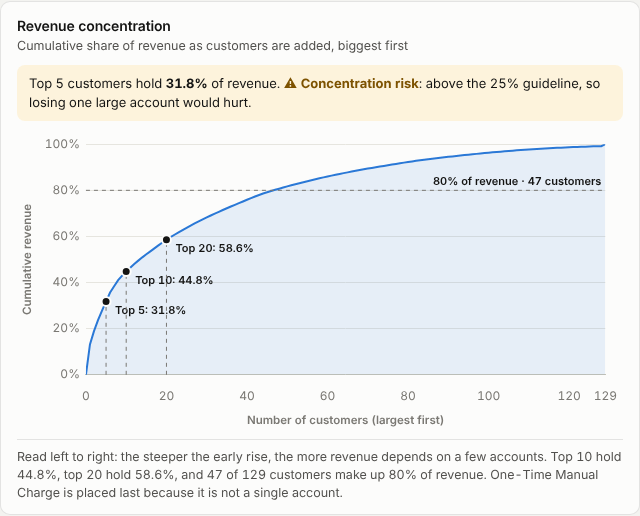 Revenue concentration
Cumulative share of revenue as customers are added, biggest first
Top 5 customers hold 31.8% of revenue. ⚠ Concentration risk: above the 25% guideline, so
losing one large account would hurt.
100%
80%
60%
40%
20%
0%
Cumulative revenue
80% of revenue · 47 customers
Top 20: 58.6%
Top 10: 44.8%
Top 5: 31.8%
0 20 40 60 80 100 120 129
Number of customers (largest first)
Read left to right: the steeper the early rise, the more revenue depends on a few accounts. Top 10 hold
44.8%, top 20 hold 58.6%, and 47 of 129 customers make up 80% of revenue. One-Time Manual
Charge is placed last because it is not a single account.